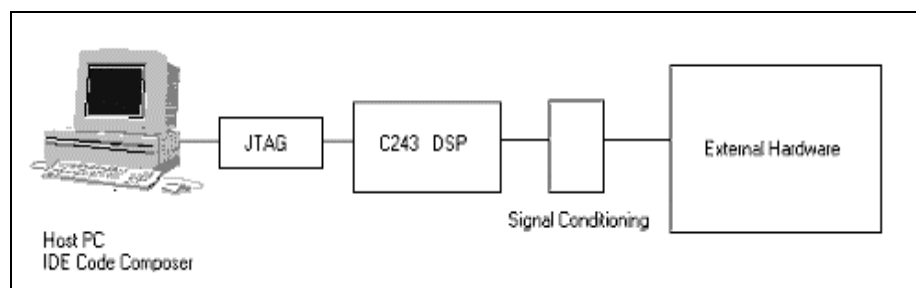 JTAG
C243 DSP
External Hardware
Signal Conditioning
Host PC
IDE Code Composer